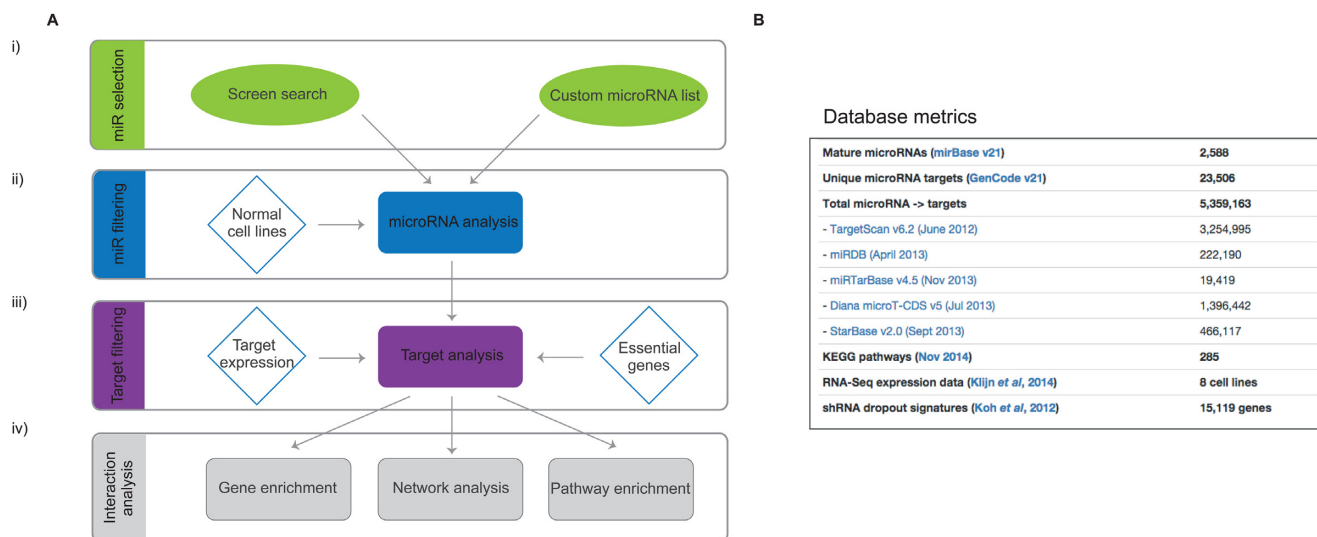 A
i)
miR selection
Screen search
Custom microRNA list
ii)
miR filtering
Normal
cell lines
microRNA analysis
iii)
Target filtering
Target
expression
Target analysis
Essential
genes
iv)
Interaction
analysis
Gene enrichment
Network analysis
Pathway enrichment
B
Database metrics
Mature microRNAs (mirBase v21) 2,588
Unique microRNA targets (GenCode v21) 23,506
Total microRNA -> targets 5,359,163
- TargetScan v6.2 (June 2012) 3,254,995
- miRDB (April 2013) 222,190
- miRTarBase v4.5 (Nov 2013) 19,419
- Diana microT-CDS v5 (Jul 2013) 1,396,442
- StarBase v2.0 (Sept 2013) 466,117
KEGG pathways (Nov 2014) 285
RNA-Seq expression data (Klijn et al, 2014) 8 cell lines
shRNA dropout signatures (Koh et al, 2012) 15,119 genes